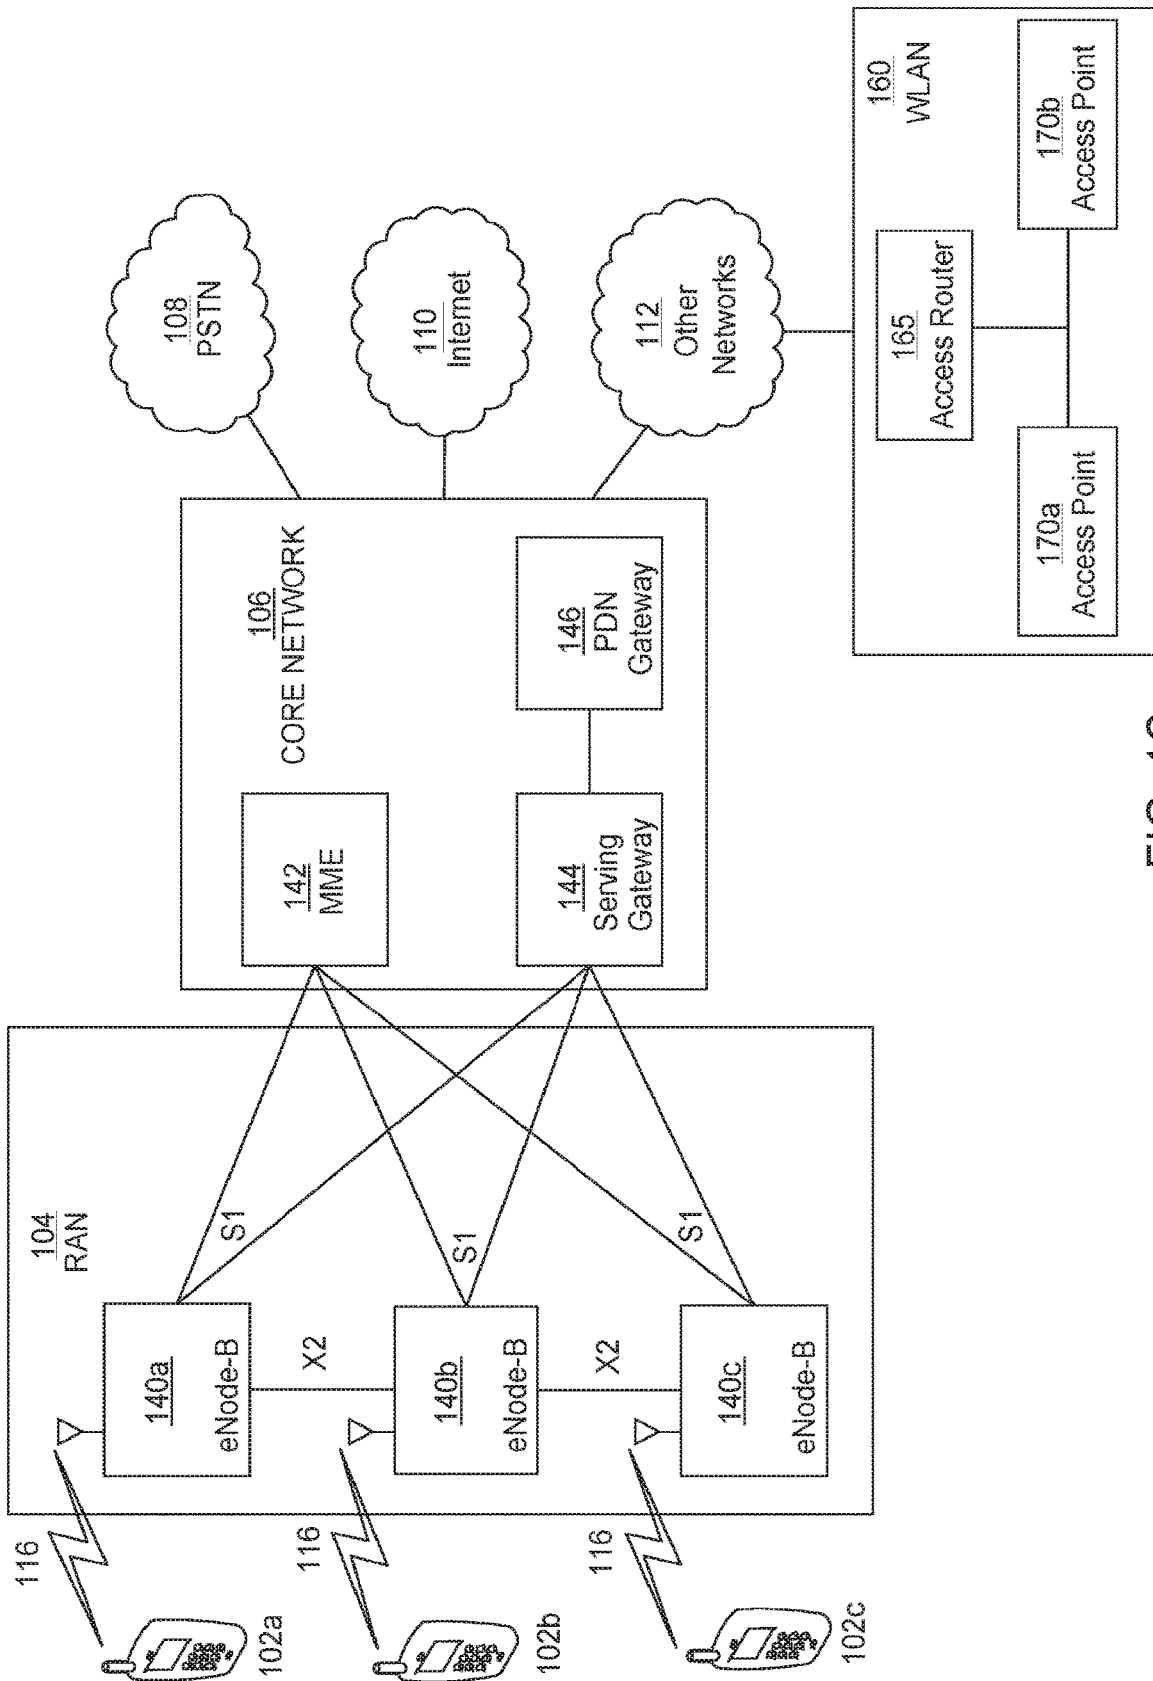 102a
116
140a
eNode-B
104
RAN
S1
X2
102b
116
140b
eNode-B
S1
X2
102c
116
140c
eNode-B
S1
142
MME
106
CORE NETWORK
144
Serving
Gateway
146
PDN
Gateway
108
PSTN
110
Internet
112
Other
Networks
160
WLAN
165
Access Router
170a
Access Point
170b
Access Point